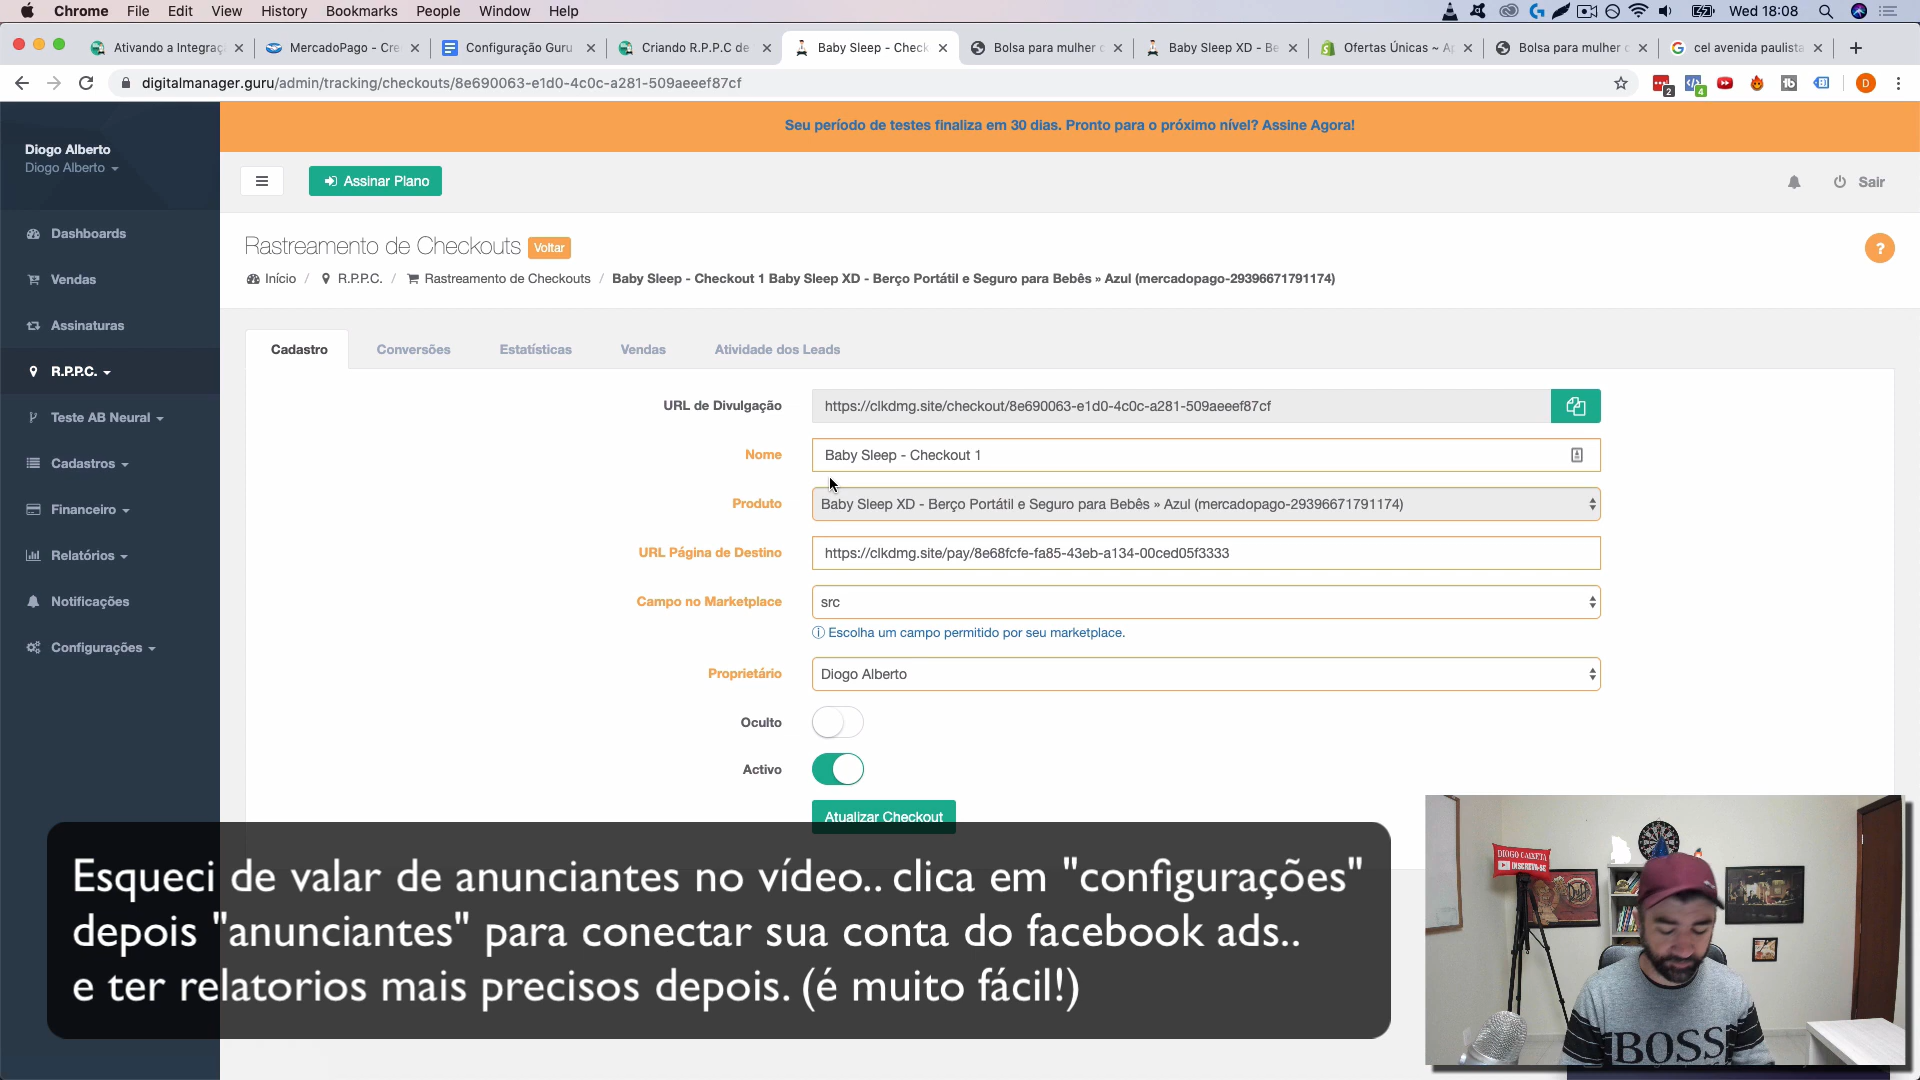 Chrome File Edit View History Bookmarks People Window Help Wed 18:08
Ativando a Integraç MercadoPago - Cre Configuração Guru Criando R.P.P.C de Baby Sleep - Check Bolsa para mulher Baby Sleep XD - Be Ofertas Únicas ~ A Bolsa para mulher cel avenida paulista
digitalmanager.guru/admin/tracking/checkouts/8e690063-e1d0-4c0c-a281-509aeeef87cf
2 4 tb D
Seu período de testes finaliza em 30 dias. Pronto para o próximo nível? Assine Agora!
Diogo Alberto
Diogo Alberto
Assinar Plano
Sair
Dashboards
Vendas
Assinaturas
R.P.P.C.
Teste AB Neural
Cadastros
Financeiro
Relatórios
Notificações
Configurações
Rastreamento de Checkouts Voltar
?
Início / R.P.P.C. / Rastreamento de Checkouts / Baby Sleep - Checkout 1 Baby Sleep XD - Berço Portátil e Seguro para Bebês » Azul (mercadopago-29396671791174)
Cadastro Conversões Estatísticas Vendas Atividade dos Leads
URL de Divulgação https://clkdmg.site/checkout/8e690063-e1d0-4c0c-a281-509aeeef87cf
Nome Baby Sleep - Checkout 1
Produto Baby Sleep XD - Berço Portátil e Seguro para Bebês » Azul (mercadopago-29396671791174)
URL Página de Destino https://clkdmg.site/pay/8e68fcfe-fa85-43eb-a134-00ced05f3333
Campo no Marketplace src
Escolha um campo permitido por seu marketplace.
Proprietário Diogo Alberto
Oculto
Activo
Atualizar Checkout
Esqueci de valar de anunciantes no vídeo.. clica em "configurações"
depois "anunciantes" para conectar sua conta do facebook ads..
e ter relatorios mais precisos depois. (é muito fácil!)
DIOGO CAIXETA
INSCREVA-SE
Duff
BOSS